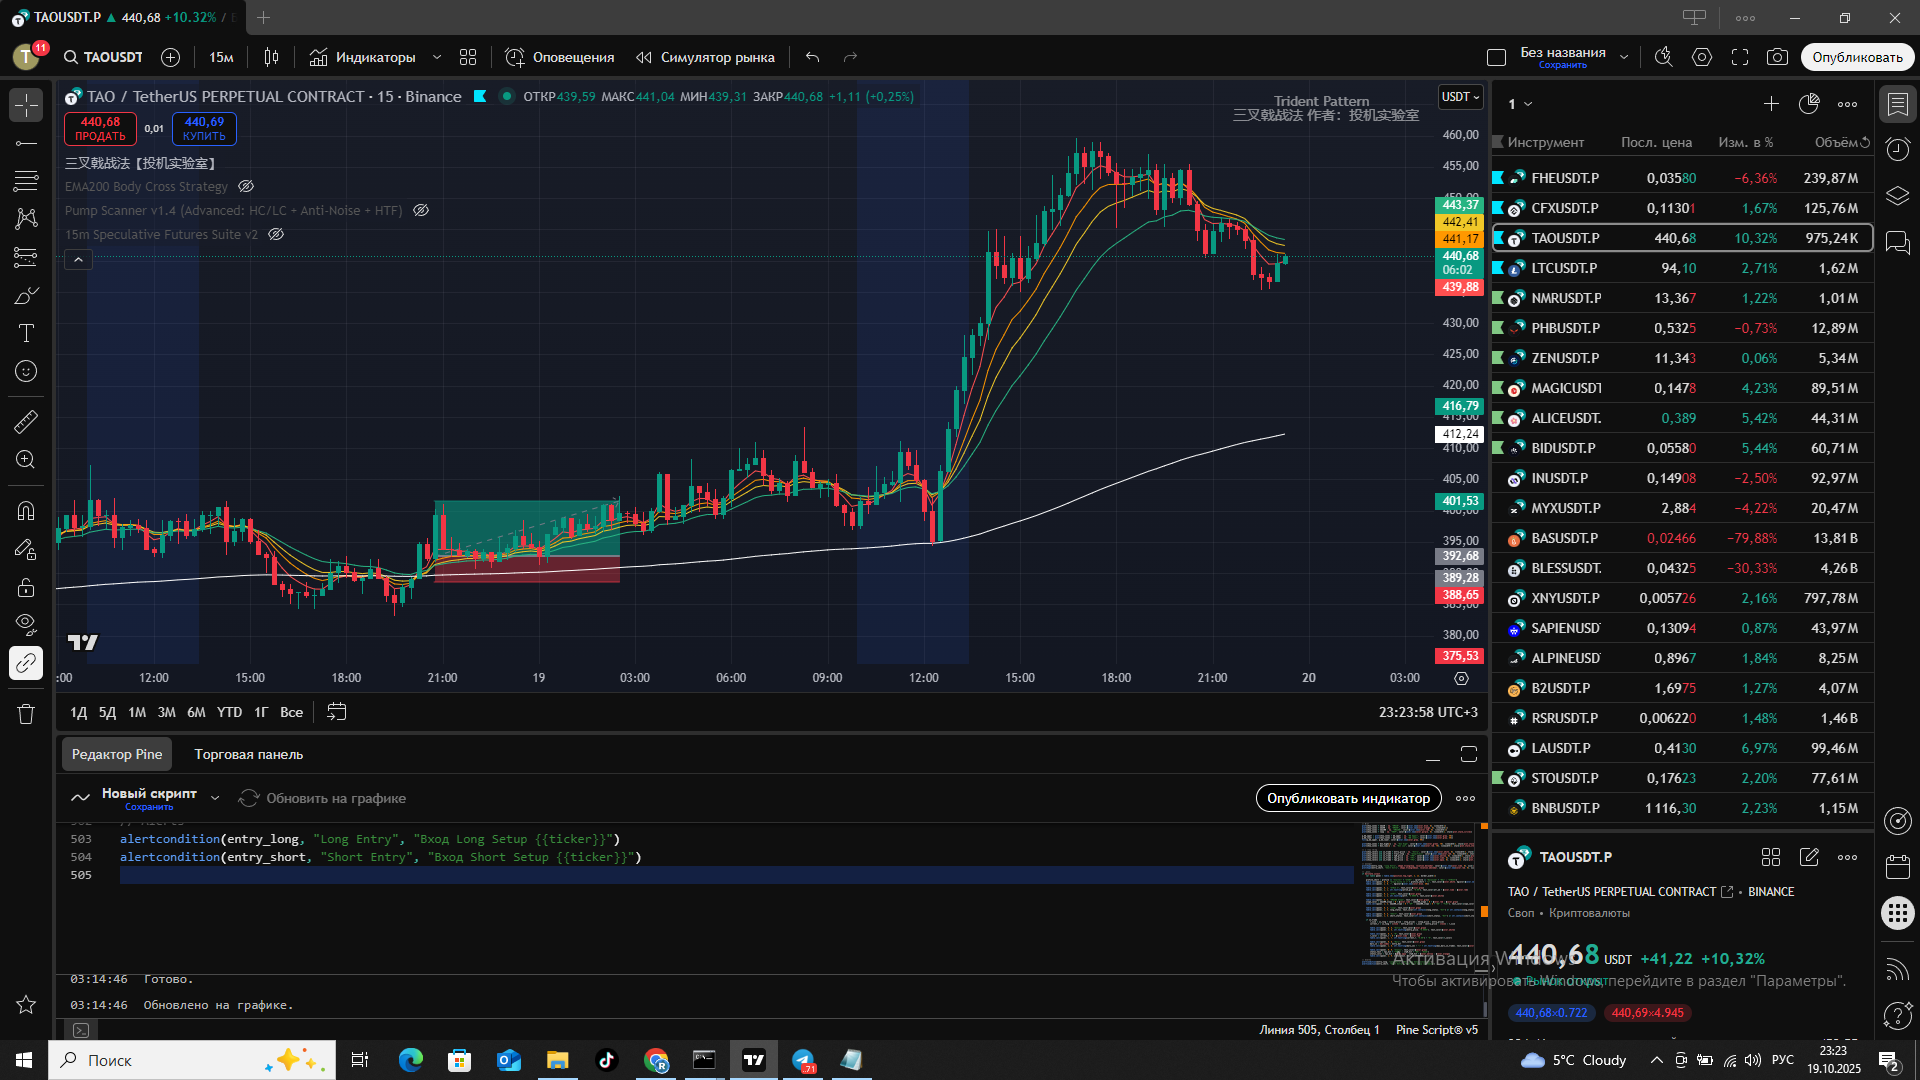 TAOUSDT.P ▲ 440,68 +10.32% /
T 11
TAOUSDT
15м
Индикаторы
Оповещения
Симулятор рынка
Без названия
Сохранить
Опубликовать
TAO / TetherUS PERPETUAL CONTRACT · 15 · Binance
ОТКР439,59 МАКС441,04 МИН439,31 ЗАКР440,68 +1,11 (+0,25%)
440,68
ПРОДАТЬ
0,01
440,69
КУПИТЬ
三叉戟战法【投机实验室】
EMA200 Body Cross Strategy
Pump Scanner v1.4 (Advanced: HC/LC + Anti-Noise + HTF)
15m Speculative Futures Suite v2
Trident Pattern
三叉戟战法 作者：投机实验室
USDT
460,00
455,00
443,37
442,41
441,17
440,68
06:02
439,88
430,00
425,00
420,00
416,79
412,24
410,00
405,00
401,53
395,00
392,68
389,28
388,65
380,00
375,53
:00 12:00 15:00 18:00 21:00 19 03:00 06:00 09:00 12:00 15:00 18:00 21:00 20 03:00
1Д 5Д 1М 3М 6М YTD 1Г Все
23:23:58 UTC+3
Редактор Pine
Торговая панель
Новый скрипт
Сохранить
Обновить на графике
Опубликовать индикатор
503 alertcondition(entry_long, "Long Entry", "Вход Long Setup {{ticker}}")
504 alertcondition(entry_short, "Short Entry", "Вход Short Setup {{ticker}}")
505
03:14:46 Готово.
03:14:46 Обновлено на графике.
Линия 505, Столбец 1 Pine Script® v5
1
Инструмент Посл. цена Изм. в % Объём
FHEUSDT.P 0,03580 −6,36% 239,87 M
CFXUSDT.P 0,11301 1,67% 125,76 M
TAOUSDT.P 440,68 10,32% 975,24 K
LTCUSDT.P 94,10 2,71% 1,62 M
NMRUSDT.P 13,367 1,22% 1,01 M
PHBUSDT.P 0,5325 −0,73% 12,89 M
ZENUSDT.P 11,343 0,06% 5,34 M
MAGICUSDT 0,1478 4,23% 89,51 M
ALICEUSDT. 0,389 5,42% 44,31 M
BIDUSDT.P 0,05580 5,44% 60,71 M
INUSDT.P 0,14908 −2,50% 92,97 M
MYXUSDT.P 2,884 −4,22% 20,47 M
BASUSDT.P 0,02466 −79,88% 13,81 B
BLESSUSDT. 0,04325 −30,33% 4,26 B
XNYUSDT.P 0,005726 2,16% 797,78 M
SAPIENUSD 0,13094 0,87% 43,97 M
ALPINEUSD 0,8967 1,84% 8,25 M
B2USDT.P 1,6975 1,27% 4,07 M
RSRUSDT.P 0,006220 1,48% 1,46 B
LAUSDT.P 0,4130 6,97% 99,46 M
STOUSDT.P 0,17623 2,20% 77,61 M
BNBUSDT.P 1 116,30 2,23% 1,15 M
TAOUSDT.P
TAO / TetherUS PERPETUAL CONTRACT • BINANCE
Своп • Криптовалюты
440,68 USDT +41,22 +10,32%
Активация Windows
Чтобы активировать Windows, перейдите в раздел "Параметры".
440,68×0.722 440,69×4.945
Поиск
71
5°C Cloudy
РУС
23:23
19.10.2025
2